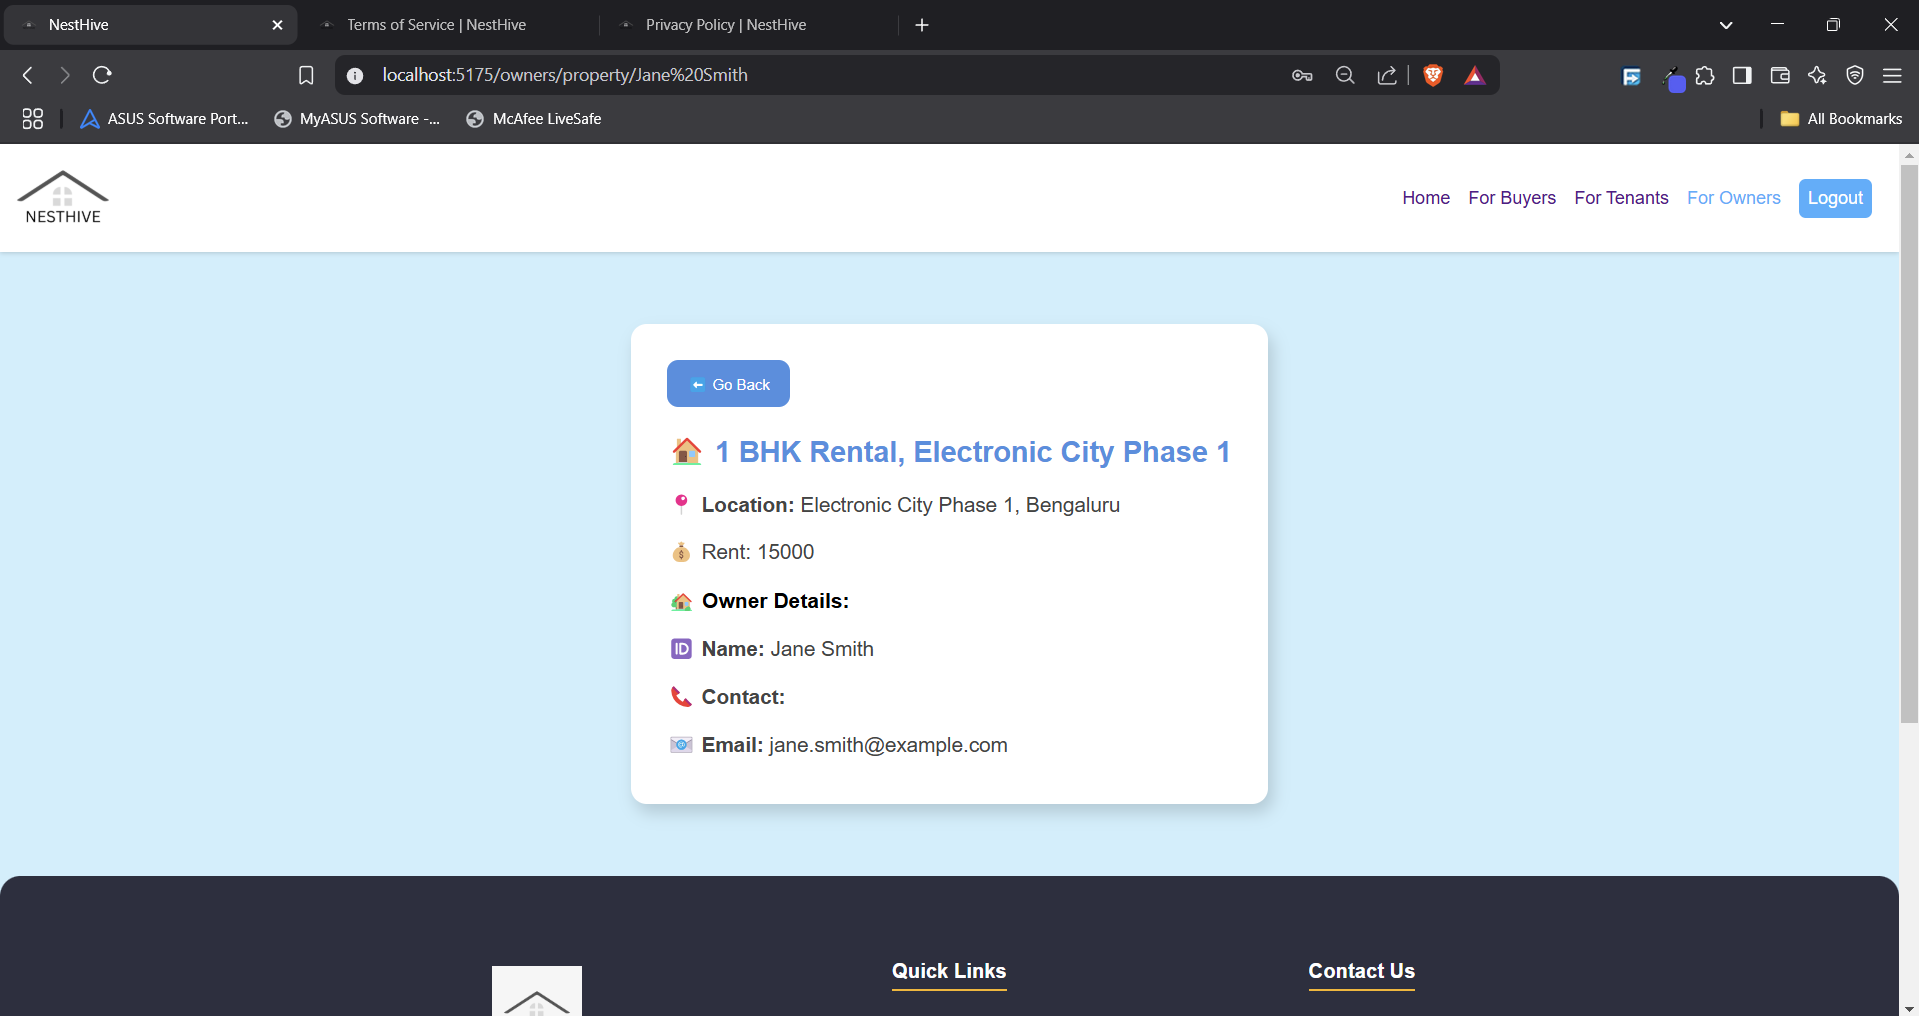 NestHive
Terms of Service | NestHive
Privacy Policy | NestHive
localhost:5175/owners/property/Jane%20Smith
ASUS Software Port...
MyASUS Software -...
McAfee LiveSafe
All Bookmarks
NESTHIVE
Home
For Buyers
For Tenants
For Owners
Logout
Go Back
1 BHK Rental, Electronic City Phase 1
Location: Electronic City Phase 1, Bengaluru
Rent: 15000
Owner Details:
ID Name: Jane Smith
Contact:
Email: jane.smith@example.com
Quick Links
Contact Us